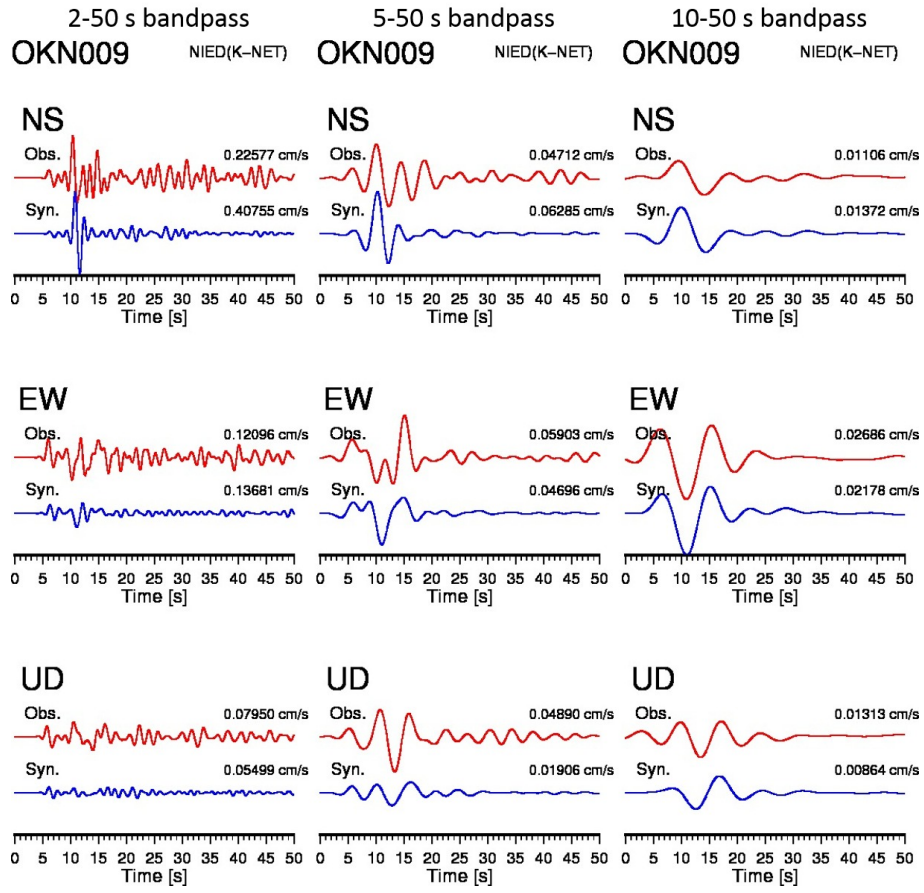 2-50 s bandpass 5-50 s bandpass 10-50 s bandpass
OKN009 NIED(K-NET) OKN009 NIED(K-NET) OKN009 NIED(K-NET)
NS NS NS
Obs. 0.22577 cm/s Obs. 0.04712 cm/s Obs. 0.01106 cm/s
Syn. 0.40755 cm/s Syn. 0.06285 cm/s Syn. 0.01372 cm/s
0 5 10 15 20 25 30 35 40 45 50 0 5 10 15 20 25 30 35 40 45 50 0 5 10 15 20 25 30 35 40 45 50
Time [s] Time [s] Time [s]
EW EW EW
Obs. 0.12096 cm/s Obs. 0.05903 cm/s Obs. 0.02686 cm/s
Syn. 0.13681 cm/s Syn. 0.04696 cm/s Syn. 0.02178 cm/s
0 5 10 15 20 25 30 35 40 45 50 0 5 10 15 20 25 30 35 40 45 50 0 5 10 15 20 25 30 35 40 45 50
Time [s] Time [s] Time [s]
UD UD UD
Obs. 0.07950 cm/s Obs. 0.04890 cm/s Obs. 0.01313 cm/s
Syn. 0.05499 cm/s Syn. 0.01906 cm/s Syn. 0.00864 cm/s
0 5 10 15 20 25 30 35 40 45 50 0 5 10 15 20 25 30 35 40 45 50 0 5 10 15 20 25 30 35 40 45 50
Time [s] Time [s] Time [s]